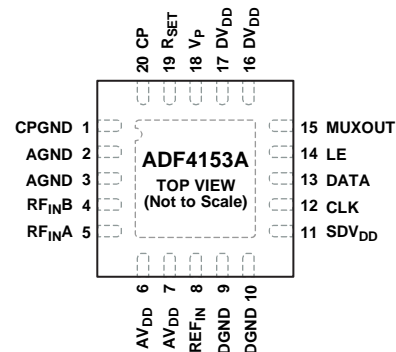 20 CP
19 RSET
18 VP
17 DVDD
16 DVDD
CPGND 1
AGND 2
AGND 3
RFINB 4
RFINA 5
ADF4153A
TOP VIEW
(Not to Scale)
15 MUXOUT
14 LE
13 DATA
12 CLK
11 SDVDD
AVDD 6
AVDD 7
REFIN 8
DGND 9
DGND 10